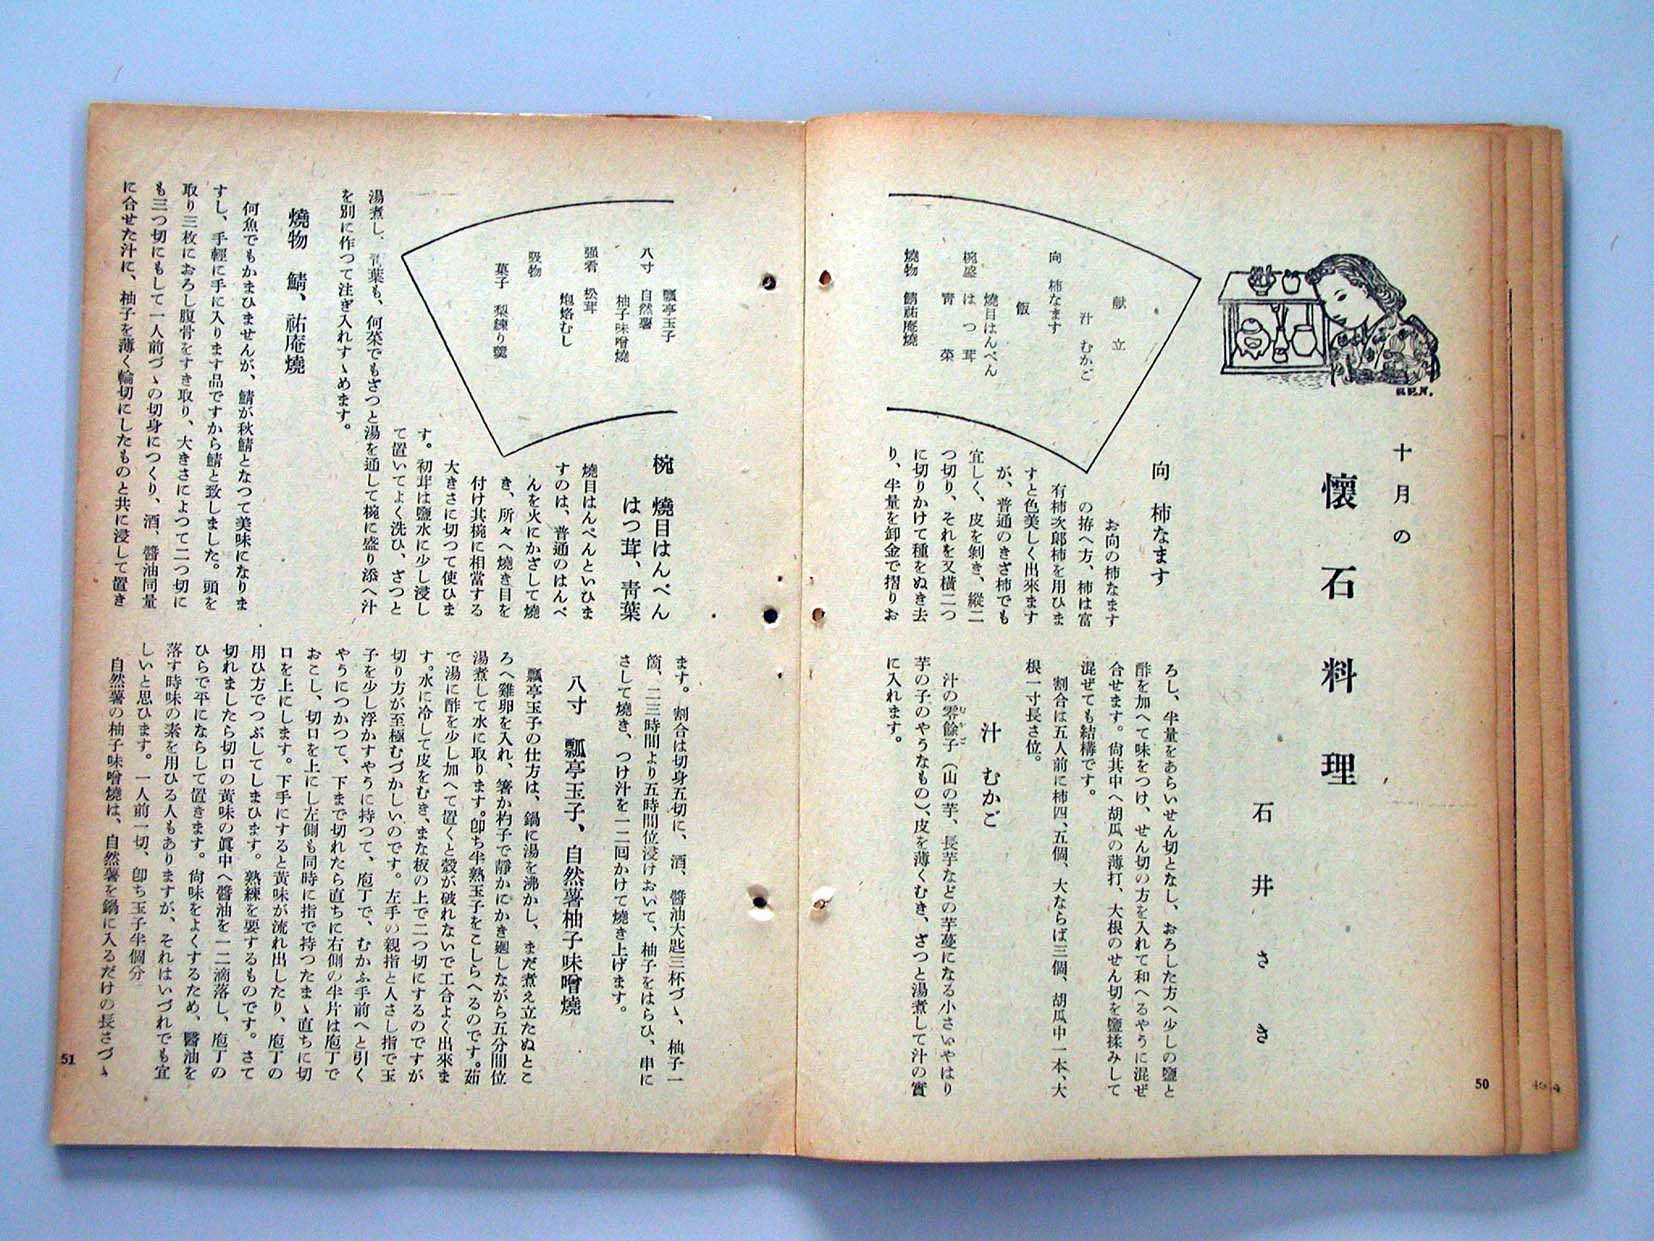 十月の
懷石料理
石井さき
献立
向 柿なます
汁 むかご
飯
椀盛 燒目はんぺん
はつ茸
靑菜
燒物 鯖祐庵燒
向 柿なます
お向の柿なます
の拵へ方、柿は富
有柿次郞柿を用ひま
すと色美しく出來ます
が、普通のきざ柿でも
宜しく、皮を剝き、縱二
つ切り、それを又橫二つ
に切りかけて種をぬき去
り、半量を卸金で摺りお
ろし、半量をあらいせん切となし、おろした方へ少しの鹽と
酢を加へて味をつけ、せん切の方を入れて和へるやうに混ぜ
合せます。尙其中へ胡瓜の薄打、大根のせん切を鹽揉みして
混ぜても結構です。
割合は五人前に柿四、五個、大ならば三個、胡瓜中一本、大
根一寸長さ位。
汁 むかご
汁の零餘子（山の芋、長芋などの芋蔓になる小さいやはり
芋の子のやうなもの）、皮を薄くむき、ざつと湯煮して汁の實
に入れます。
50
八寸 瓢亭玉子
自然薯
柚子味噌燒
强肴 松茸
炮烙むし
吸物
菓子 梨練り羹
椀 燒目はんぺん
はつ茸、靑葉
燒目はんぺんといひま
すのは、普通のはんぺ
んを火にかざして燒
き、所々へ燒き目を
付け其椀に相當する
大きさに切つて使ひま
す。初茸は鹽水に少し浸し
て置いてよく洗ひ、ざつと
湯煮し、靑葉も、何菜でもざつと湯を通して椀に盛り添へ汁
を別に作つて注ぎ入れすゝめます。
燒物 鯖、祐庵燒
何魚でもかまひませんが、鯖が秋鯖となつて美味になりま
すし、手輕に手に入ります品ですから鯖と致しました。頭を
取り三枚におろし腹骨をすき取り、大きさによつて二つ切に
も三つ切にもして一人前づゝの切身につくり、酒、醬油同量
に合せた汁に、柚子を薄く輪切にしたものと共に浸して置き
ます。割合は切身五切に、酒、醬油大匙三杯づゝ、柚子一
箇、二三時間より五時間位浸けおいて、柚子をはらひ、串に
さして燒き、つけ汁を一二回かけて燒き上げます。
八寸 瓢亭玉子、自然薯柚子味噌燒
瓢亭玉子の仕方は、鍋に湯を沸かし、まだ煮え立たぬとこ
ろへ雞卵を入れ、箸か杓子で靜かにかき廻しながら五分間位
湯煮して水に取ります。卽ち半熟玉子をこしらへるのです。茹
で湯に酢を少し加へて置くと殼が破れないで工合よく出來ま
す。水に冷して皮をむき、まな板の上で二つ切にするのですが
切り方が至極むづかしいのです。左手の親指と人さし指で玉
子を少し浮かすやうに持つて、庖丁で、むかふ手前へと引く
やうにつかつて、下まで切れたら直ちに右側の半片は庖丁で
おこし、切口を上にし左側も同時に指で持つたまゝ直ちに切
口を上にします。下手にすると黃味が流れ出したり、庖丁の
用ひ方でつぶしてしまひます。熟練を要するものです。さて
切れましたら切口の黃味の眞中へ醬油を一二滴落し、庖丁の
ひらで平にならして置きます。尙味をよくするため、醬油を
落す時味の素を用ひる人もありますが、それはいづれでも宜
しいと思ひます。一人前一切、卽ち玉子半個分
自然薯の柚子味噌燒は、自然薯を鍋に入るだけの長さづゝ
51